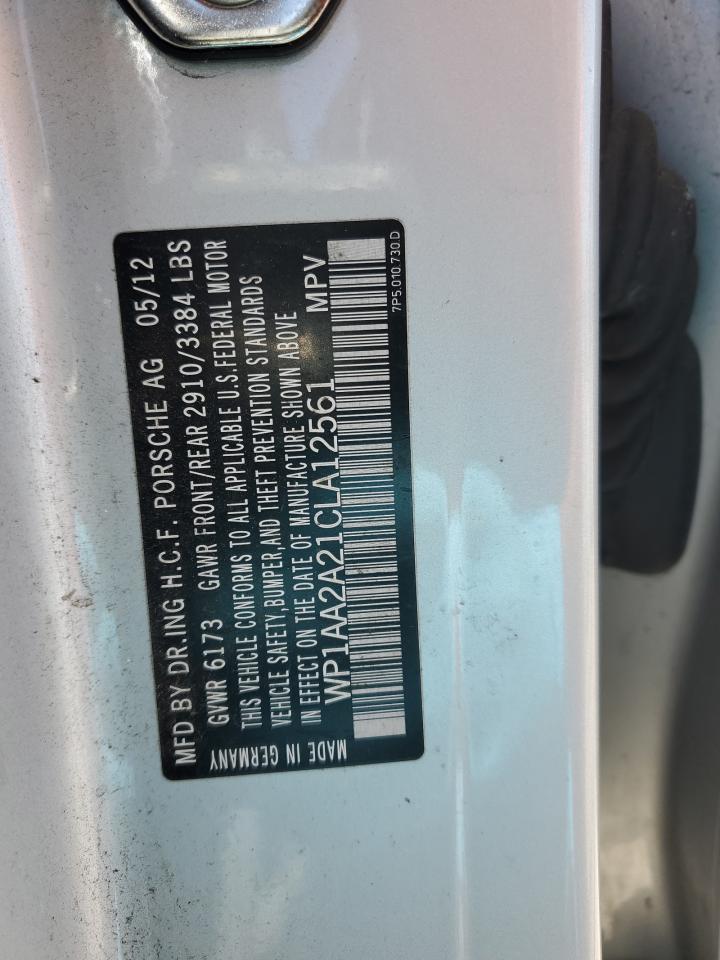 MFD BY DR.ING H.C.F. PORSCHE AG 05/12
GVWR 6173 GAWR FRONT/REAR 2910/3384 LBS
THIS VEHICLE CONFORMS TO ALL APPLICABLE U.S.FEDERAL MOTOR
VEHICLE SAFETY,BUMPER,AND THEFT PREVENTION STANDARDS
IN EFFECT ON THE DATE OF MANUFACTURE SHOWN ABOVE
WP1AA2A21CLA12561 MPV
MADE IN GERMANY
7P5.010.730.D